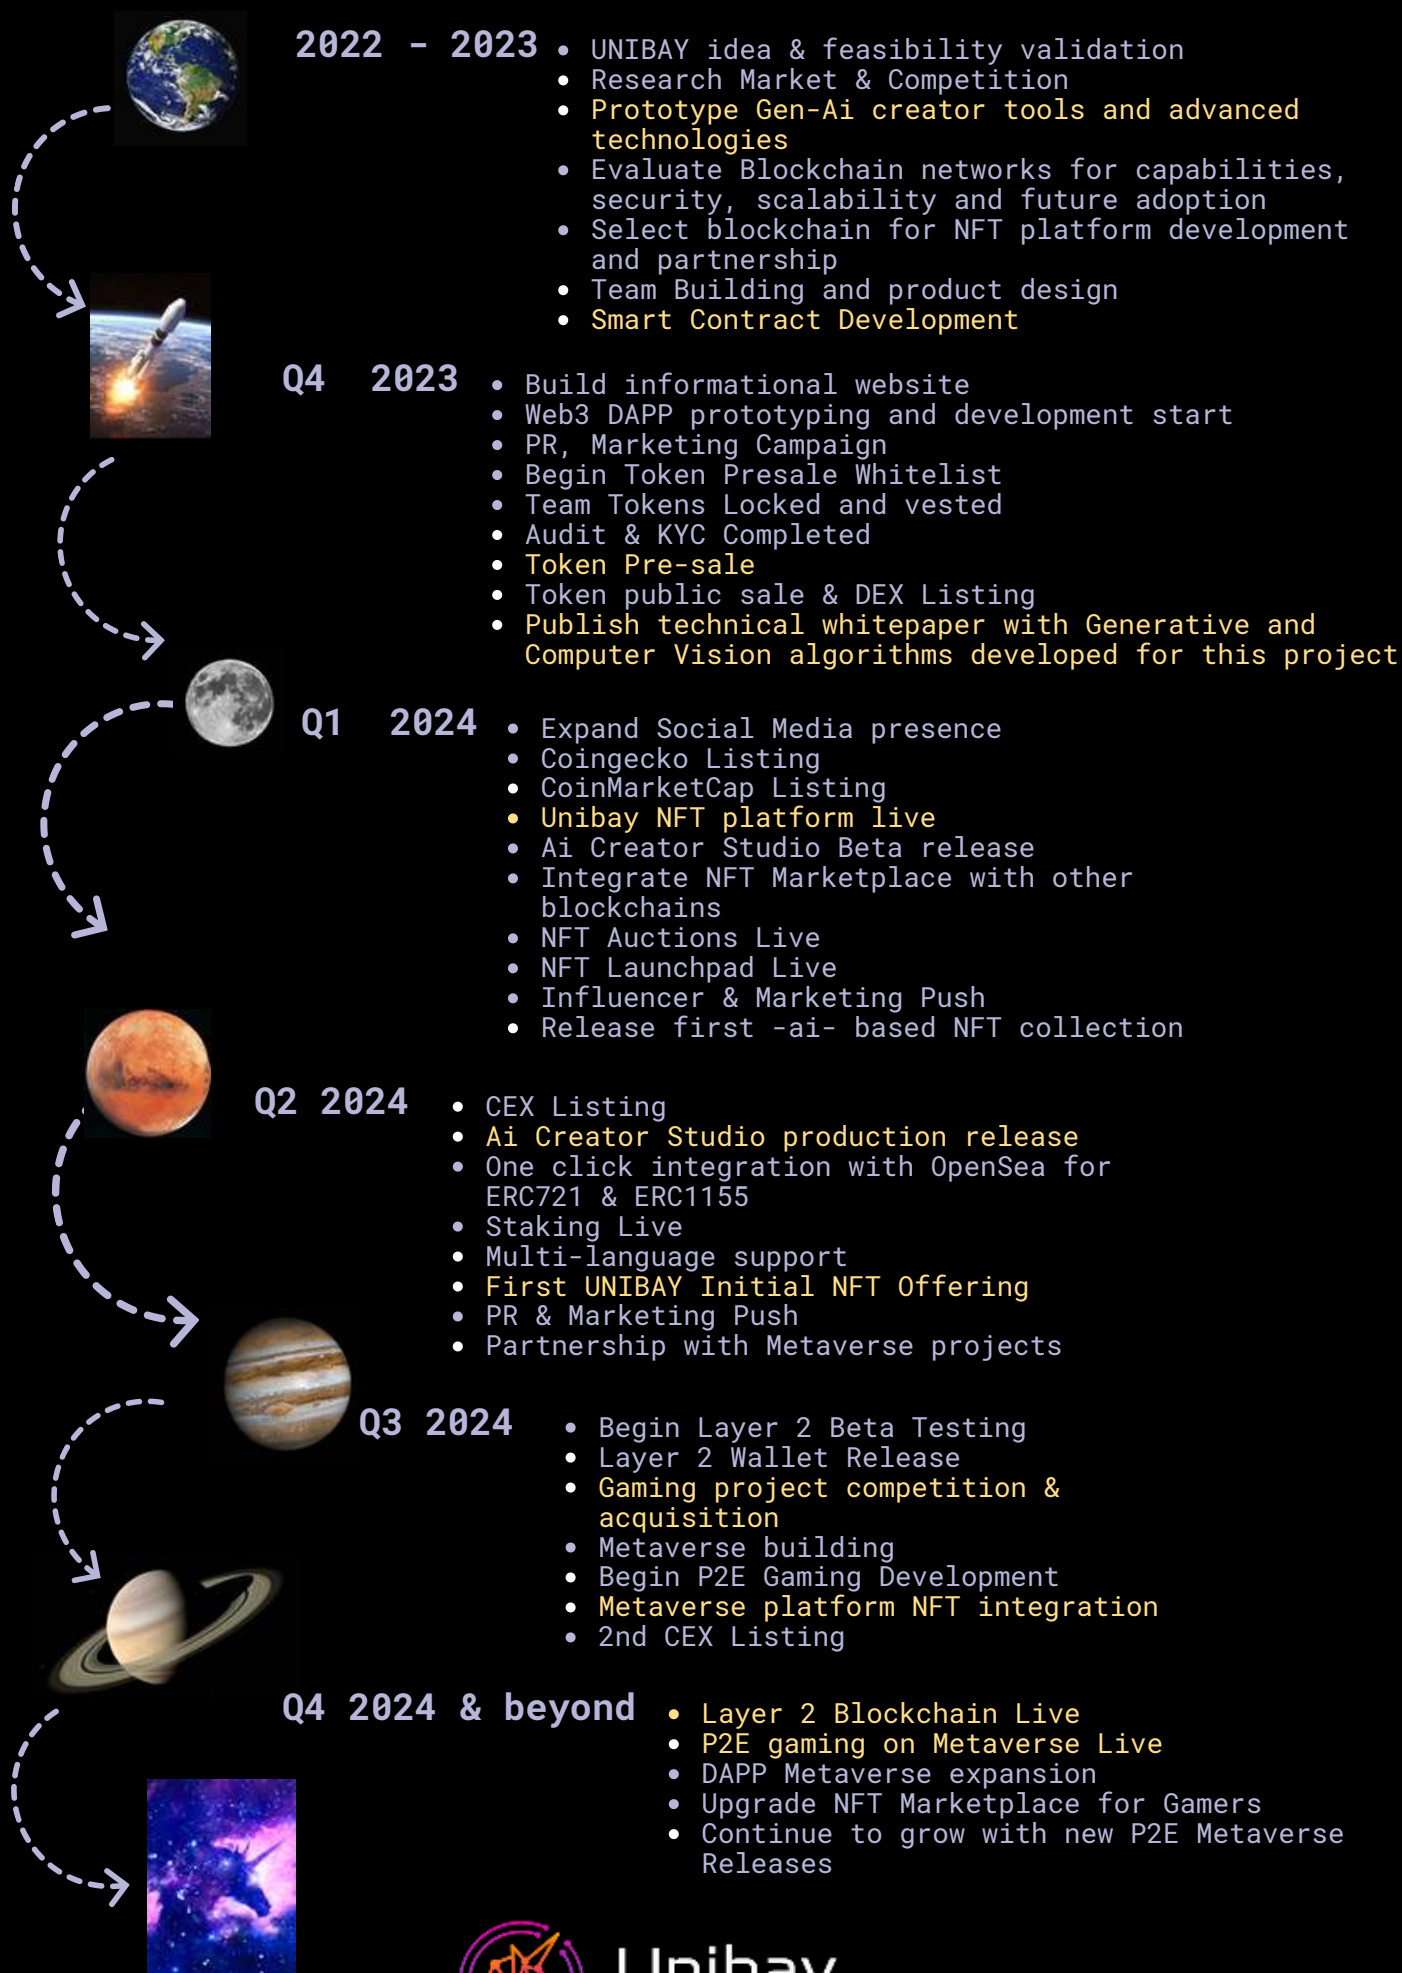 2022 - 2023
• UNIBAY idea & feasibility validation
• Research Market & Competition
• Prototype Gen-Ai creator tools and advanced
technologies
• Evaluate Blockchain networks for capabilities,
security, scalability and future adoption
• Select blockchain for NFT platform development
and partnership
• Team Building and product design
• Smart Contract Development
Q4 2023
• Build informational website
• Web3 DAPP prototyping and development start
• PR, Marketing Campaign
• Begin Token Presale Whitelist
• Team Tokens Locked and vested
• Audit & KYC Completed
• Token Pre-sale
• Token public sale & DEX Listing
• Publish technical whitepaper with Generative and
Computer Vision algorithms developed for this project
Q1 2024
• Expand Social Media presence
• Coingecko Listing
• CoinMarketCap Listing
• Unibay NFT platform live
• Ai Creator Studio Beta release
• Integrate NFT Marketplace with other
blockchains
• NFT Auctions Live
• NFT Launchpad Live
• Influencer & Marketing Push
• Release first -ai- based NFT collection
Q2 2024
• CEX Listing
• Ai Creator Studio production release
• One click integration with OpenSea for
ERC721 & ERC1155
• Staking Live
• Multi-language support
• First UNIBAY Initial NFT Offering
• PR & Marketing Push
• Partnership with Metaverse projects
Q3 2024
• Begin Layer 2 Beta Testing
• Layer 2 Wallet Release
• Gaming project competition &
acquisition
• Metaverse building
• Begin P2E Gaming Development
• Metaverse platform NFT integration
• 2nd CEX Listing
Q4 2024 & beyond
• Layer 2 Blockchain Live
• P2E gaming on Metaverse Live
• DAPP Metaverse expansion
• Upgrade NFT Marketplace for Gamers
• Continue to grow with new P2E Metaverse
Releases
Unibay